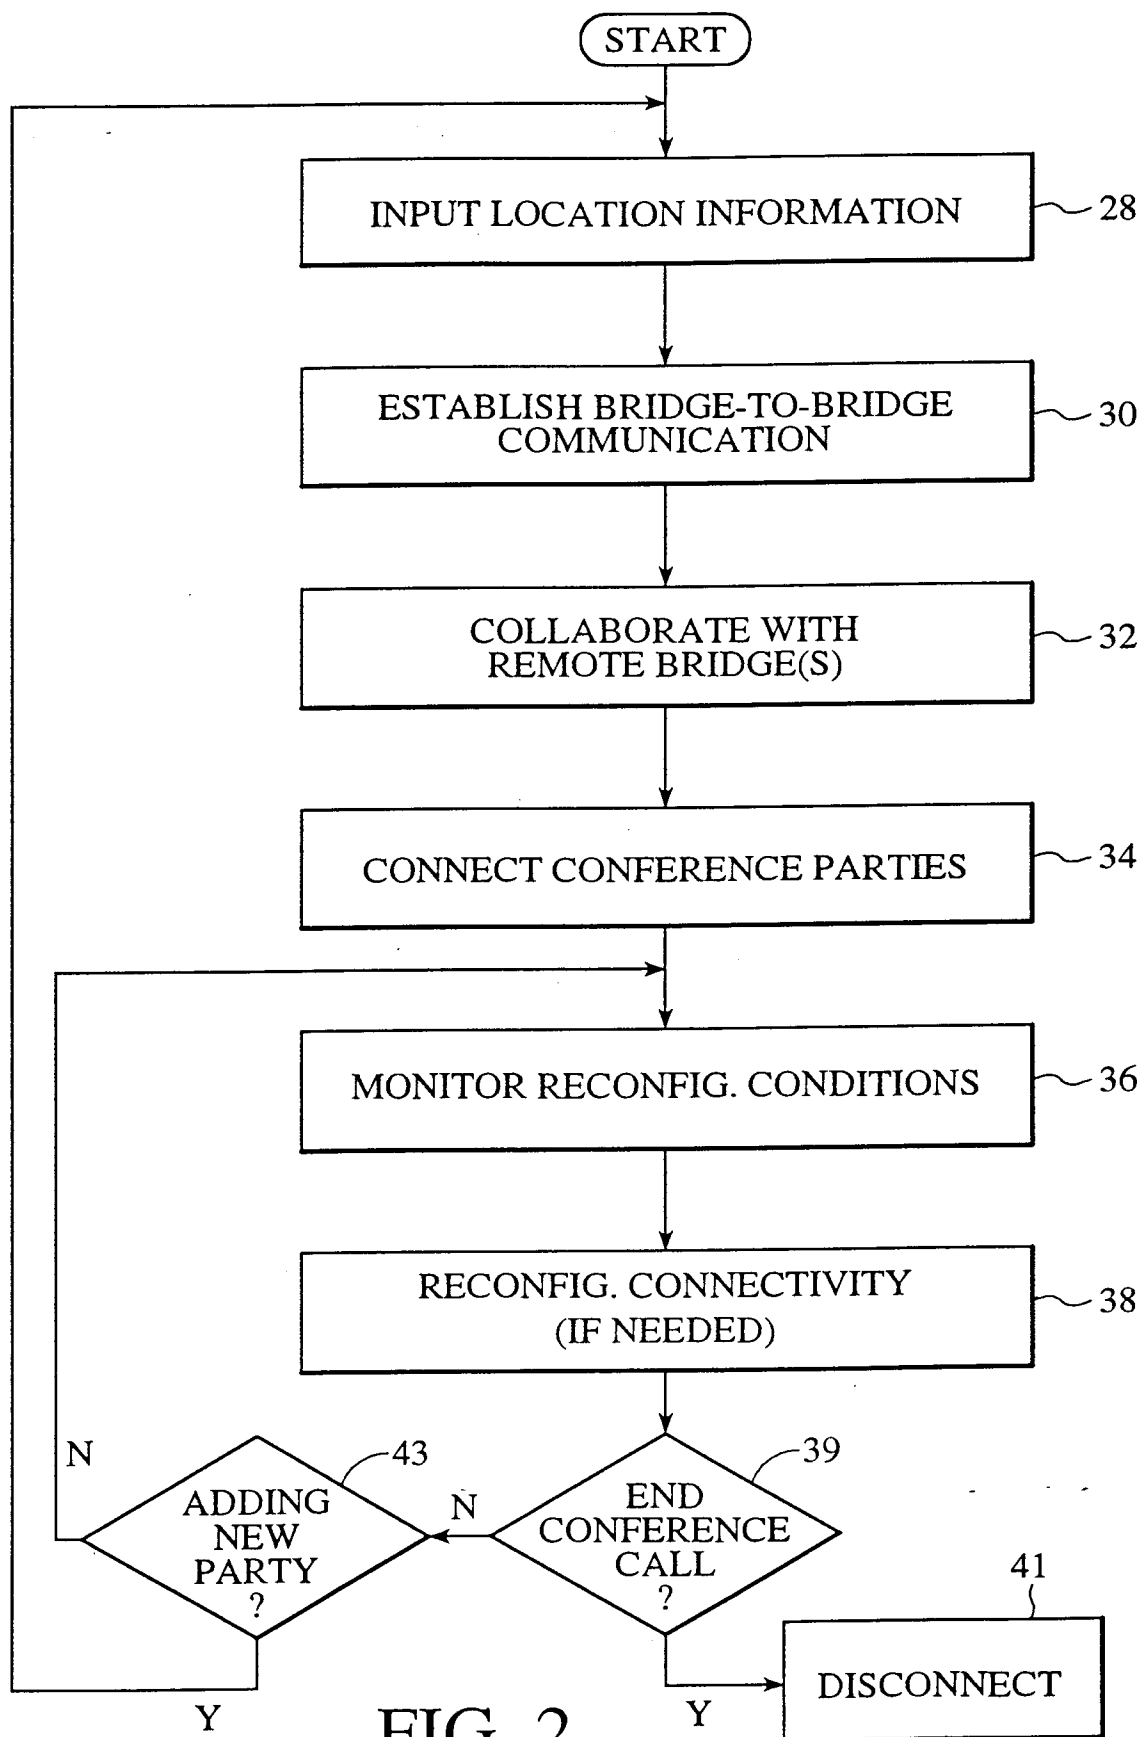 START
INPUT LOCATION INFORMATION
28
ESTABLISH BRIDGE-TO-BRIDGE
COMMUNICATION
30
COLLABORATE WITH
REMOTE BRIDGE(S)
32
CONNECT CONFERENCE PARTIES
34
MONITOR RECONFIG. CONDITIONS
36
RECONFIG. CONNECTIVITY
(IF NEEDED)
38
N
43
ADDING
NEW
PARTY
?
N
39
END
CONFERENCE
CALL
?
41
DISCONNECT
Y
Y
FIG. 2